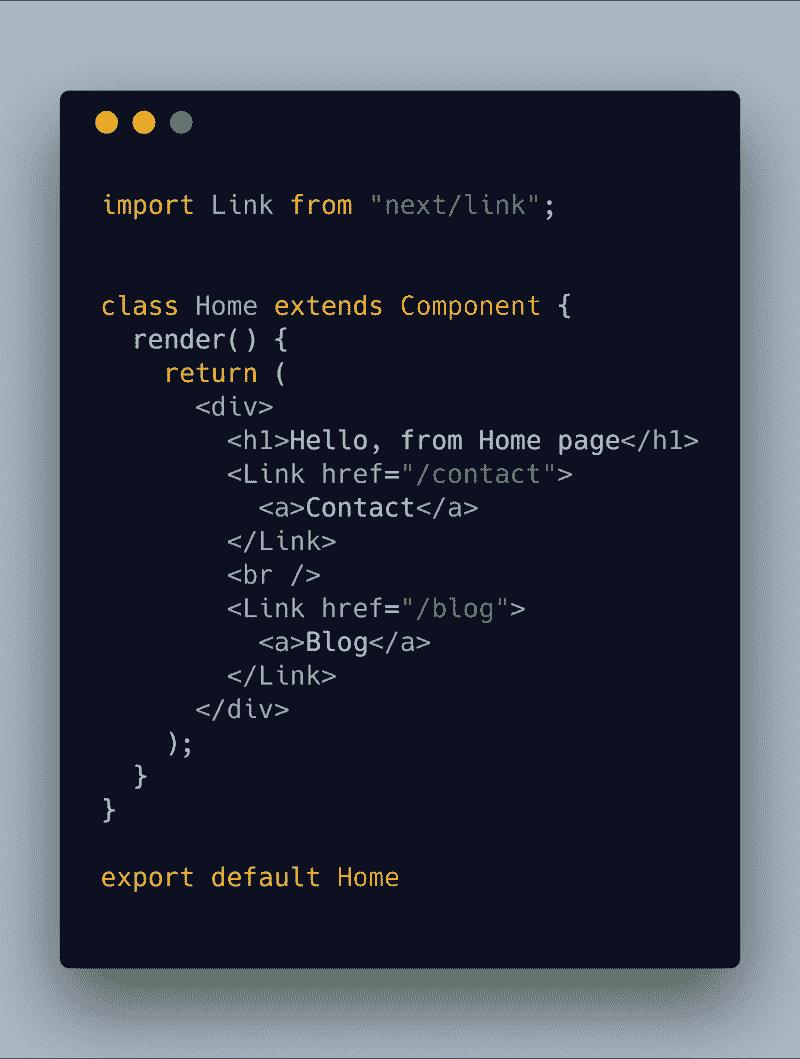 import Link from "next/link";
class Home extends Component {
  render() {
    return (
      <div>
        <h1>Hello, from Home page</h1>
        <Link href="/contact">
          <a>Contact</a>
        </Link>
        <br />
        <Link href="/blog">
          <a>Blog</a>
        </Link>
      </div>
    );
  }
}
export default Home